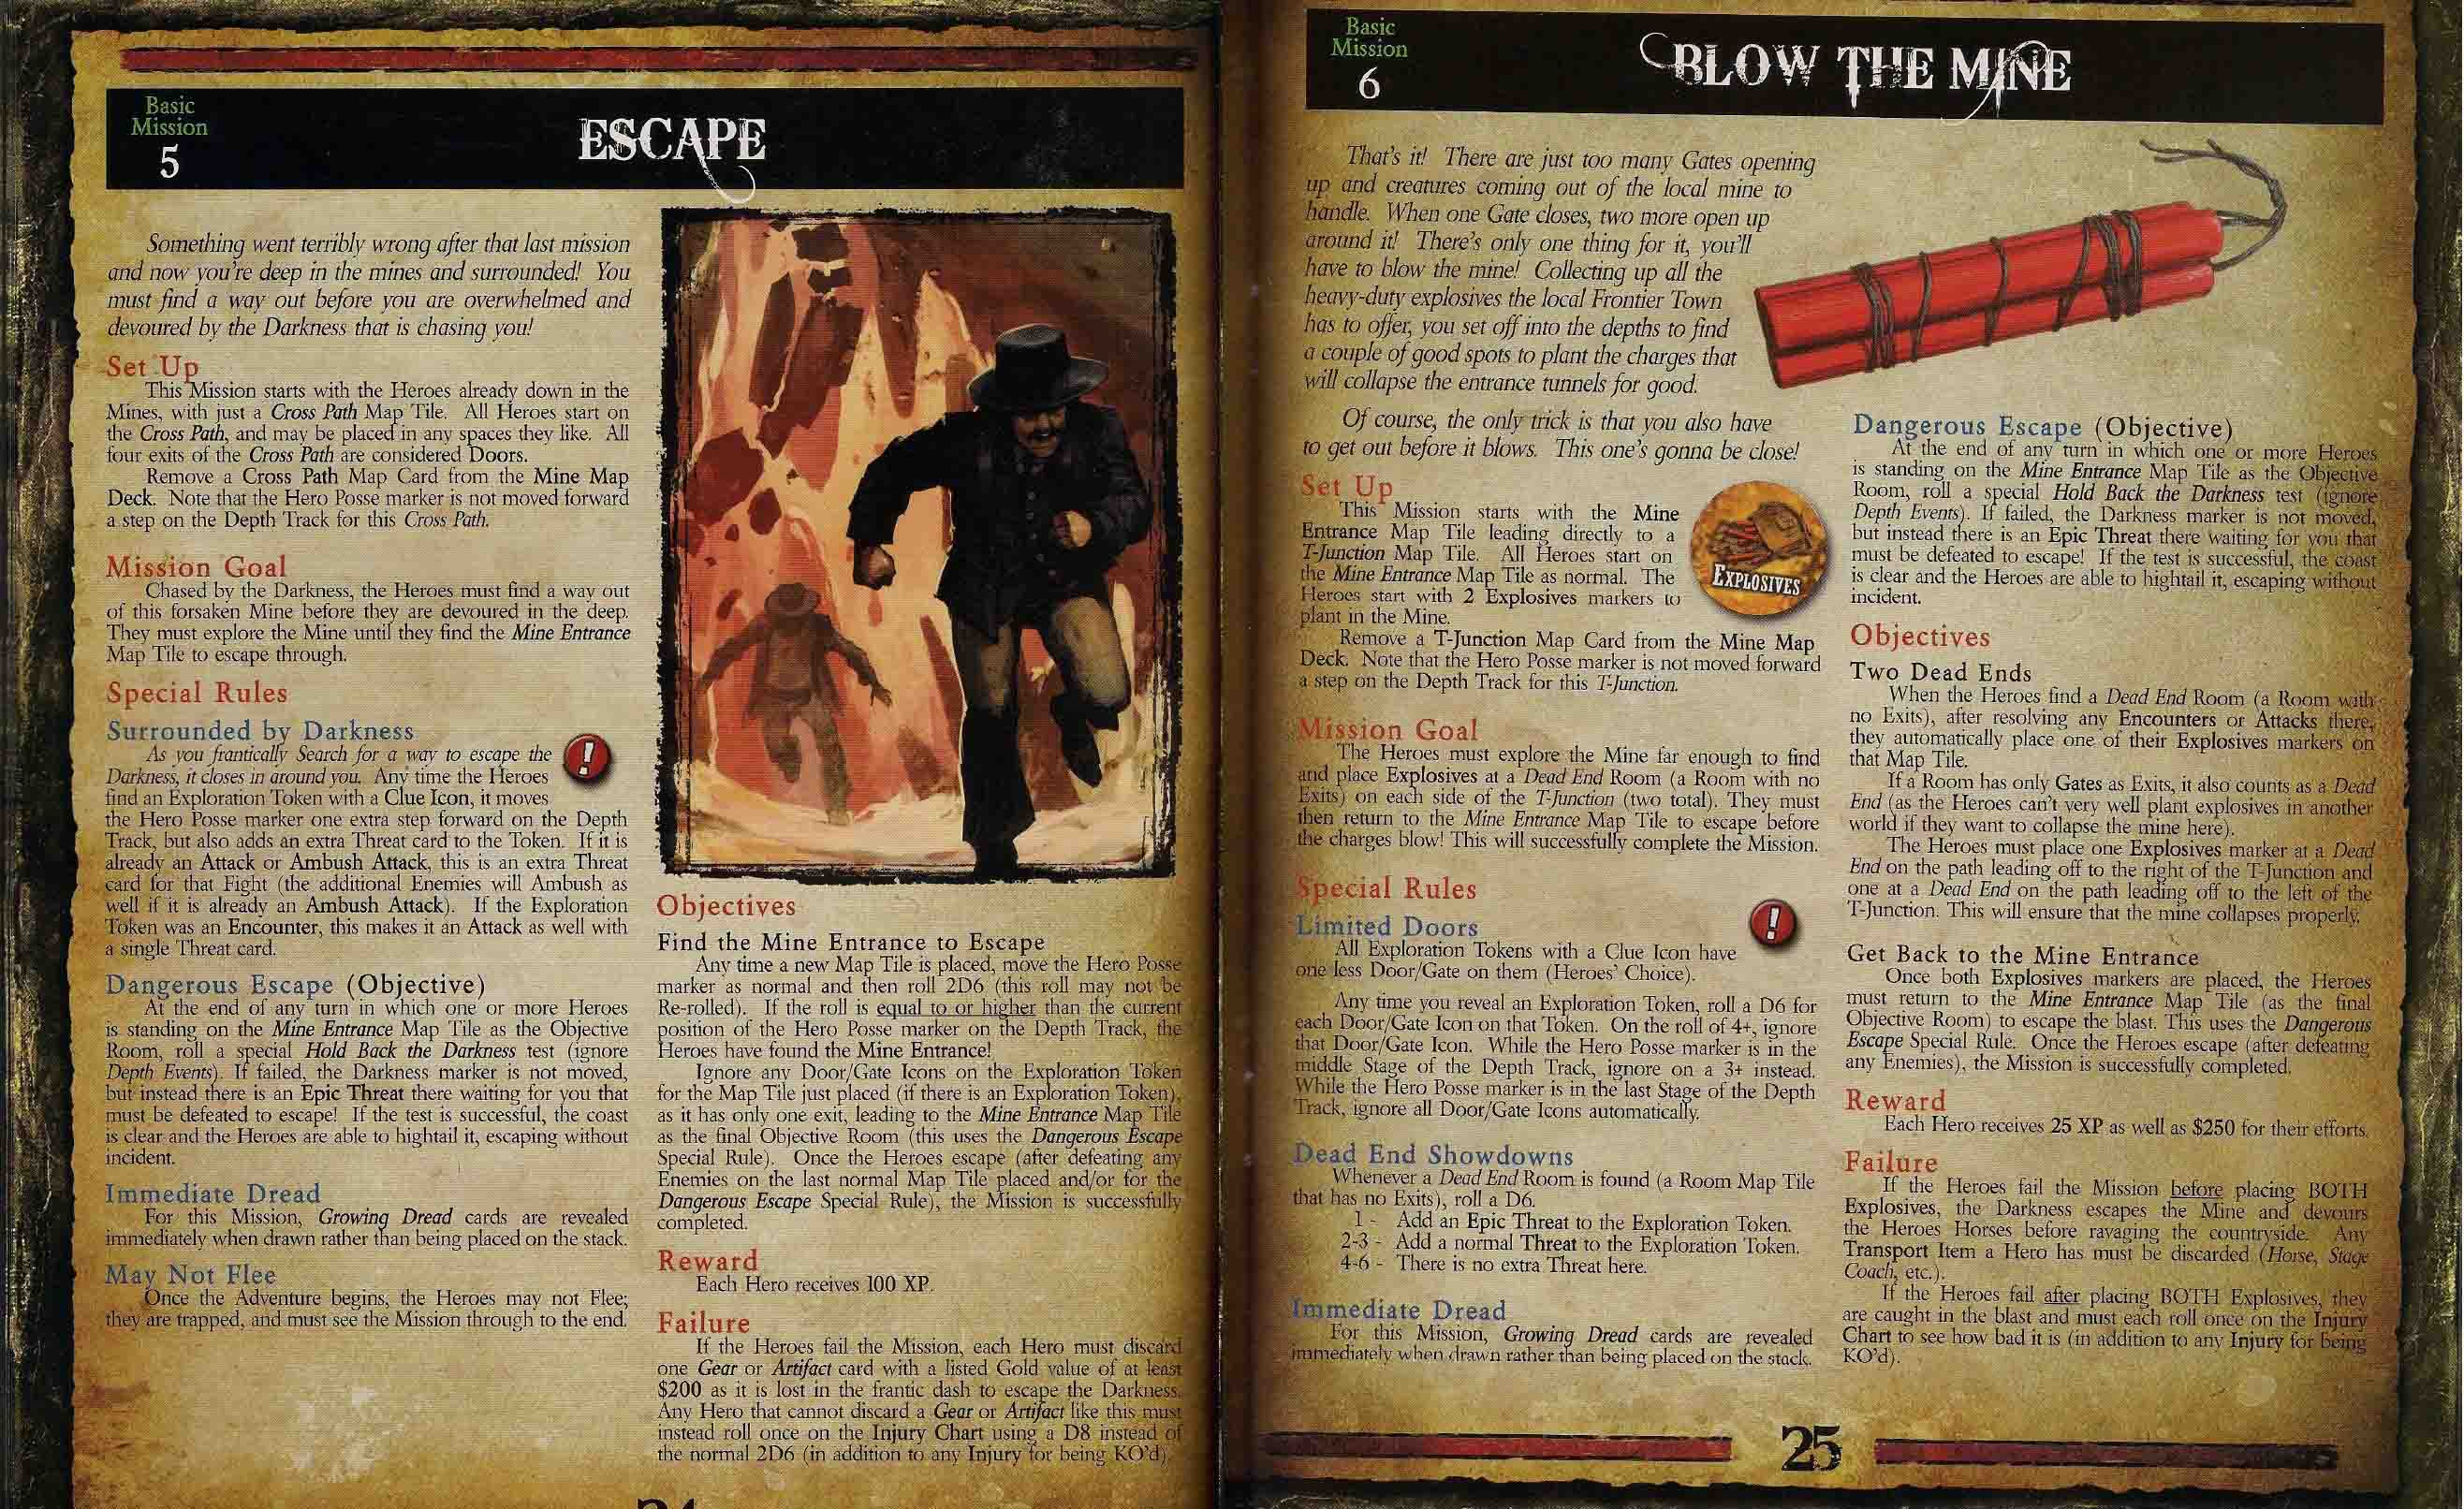 Basic
Mission
5
ESCAPE
Something went terribly wrong after that last mission
and now you're deep in the mines and surrounded! You
must find a way out before you are overwhelmed and
devoured by the Darkness that is chasing you!
Set Up
This Mission starts with the Heroes already down in the
Mines, with just a Cross Path Map Tile. All Heroes start on
the Cross Path, and may be placed in any spaces they like. All
four exits of the Cross Path are considered Doors.
Remove a Cross Path Map Card from the Mine Map
Deck. Note that the Hero Posse marker is not moved forward
a step on the Depth Track for this Cross Path.
Mission Goal
Chased by the Darkness, the Heroes must find a way out
of this forsaken Mine before they are devoured in the deep.
They must explore the Mine until they find the Mine Entrance
Map Tile to escape through.
Special Rules
Surrounded by Darkness
As you frantically Search for a way to escape the
Darkness, it closes in around you. Any time the Heroes
find an Exploration Token with a Clue Icon, it moves
the Hero Posse marker one extra step forward on the Depth
Track, but also adds an extra Threat card to the Token. If it is
already an Attack or Ambush Attack, this is an extra Threat
card for that Fight (the additional Enemies will Ambush as
well if it is already an Ambush Attack). If the Exploration
Token was an Encounter, this makes it an Attack as well with
a single Threat card.
Dangerous Escape (Objective)
At the end of any turn in which one or more Heroes
is standing on the Mine Entrance Map Tile as the Objective
Room, roll a special Hold Back the Darkness test (ignore
Depth Events). If failed, the Darkness marker is not moved,
but instead there is an Epic Threat there waiting for you that
must be defeated to escape! If the test is successful, the coast
is clear and the Heroes are able to hightail it, escaping without
incident.
Immediate Dread
For this Mission, Growing Dread cards are revealed
immediately when drawn rather than being placed on the stack.
May Not Flee
Once the Adventure begins, the Heroes may not Flee;
they are trapped, and must see the Mission through to the end.
Objectives
Find the Mine Entrance to Escape
Any time a new Map Tile is placed, move the Hero Posse
marker as normal and then roll 2D6 (this roll may not be
Re-rolled). If the roll is equal to or higher than the current
position of the Hero Posse marker on the Depth Track, the
Heroes have found the Mine Entrance!
Ignore any Door/Gate Icons on the Exploration Token
for the Map Tile just placed (if there is an Exploration Token),
as it has only one exit, leading to the Mine Entrance Map Tile
as the final Objective Room (this uses the Dangerous Escape
Special Rule). Once the Heroes escape (after defeating any
Enemies on the last normal Map Tile placed and/or for the
Dangerous Escape Special Rule), the Mission is successfully
completed.
Reward
Each Hero receives 100 XP.
Failure
If the Heroes fail the Mission, each Hero must discard
one Gear or Artifact card with a listed Gold value of at least
$200 as it is lost in the frantic dash to escape the Darkness.
Any Hero that cannot discard a Gear or Artifact like this must
instead roll once on the Injury Chart using a D8 instead of
the normal 2D6 (in addition to any Injury for being KO'd).
Basic
Mission
6
BLOW THE MINE
That's it! There are just too many Gates opening
up and creatures coming out of the local mine to
handle. When one Gate closes, two more open up
around it! There's only one thing for it, you'll
have to blow the mine! Collecting up all the
heavy-duty explosives the local Frontier Town
has to offer, you set off into the depths to find
a couple of good spots to plant the charges that
will collapse the entrance tunnels for good.
Of course, the only trick is that you also have
to get out before it blows. This one's gonna be close!
Set Up
This Mission starts with the Mine
Entrance Map Tile leading directly to a
T-Junction Map Tile. All Heroes start on
the Mine Entrance Map Tile as normal. The
Heroes start with 2 Explosives markers to
plant in the Mine.
EXPLOSIVES
Remove a T-Junction Map Card from the Mine Map
Deck. Note that the Hero Posse marker is not moved forward
a step on the Depth Track for this T-Junction.
Mission Goal
The Heroes must explore the Mine far enough to find
and place Explosives at a Dead End Room (a Room with no
Exits) on each side of the T-Junction (two total). They must
then return to the Mine Entrance Map Tile to escape before
the charges blow! This will successfully complete the Mission.
Special Rules
Limited Doors
All Exploration Tokens with a Clue Icon have
one less Door/Gate on them (Heroes' Choice).
Any time you reveal an Exploration Token, roll a D6 for
each Door/Gate Icon on that Token. On the roll of 4+, ignore
that Door/Gate Icon. While the Hero Posse marker is in the
middle Stage of the Depth Track, ignore on a 3+ instead.
While the Hero Posse marker is in the last Stage of the Depth
Track, ignore all Door/Gate Icons automatically.
Dead End Showdowns
Whenever a Dead End Room is found (a Room Map Tile
that has no Exits), roll a D6.
1 - Add an Epic Threat to the Exploration Token.
2-3 - Add a normal Threat to the Exploration Token.
4-6 - There is no extra Threat here.
Immediate Dread
For this Mission, Growing Dread cards are revealed
immediately when drawn rather than being placed on the stack.
Dangerous Escape (Objective)
At the end of any turn in which one or more Heroes
is standing on the Mine Entrance Map Tile as the Objective
Room, roll a special Hold Back the Darkness test (ignore
Depth Events). If failed, the Darkness marker is not moved,
but instead there is an Epic Threat there waiting for you that
must be defeated to escape! If the test is successful, the coast
is clear and the Heroes are able to hightail it, escaping without
incident.
Objectives
Two Dead Ends
When the Heroes find a Dead End Room (a Room with
no Exits), after resolving any Encounters or Attacks there,
they automatically place one of their Explosives markers on
that Map Tile.
If a Room has only Gates as Exits, it also counts as a Dead
End (as the Heroes can't very well plant explosives in another
world if they want to collapse the mine here).
The Heroes must place one Explosives marker at a Dead
End on the path leading off to the right of the T-Junction and
one at a Dead End on the path leading off to the left of the
T-Junction. This will ensure that the mine collapses properly.
Get Back to the Mine Entrance
Once both Explosives markers are placed, the Heroes
must return to the Mine Entrance Map Tile (as the final
Objective Room) to escape the blast. This uses the Dangerous
Escape Special Rule. Once the Heroes escape (after defeating
any Enemies), the Mission is successfully completed.
Reward
Each Hero receives 25 XP as well as $250 for their efforts.
Failure
If the Heroes fail the Mission before placing BOTH
Explosives, the Darkness escapes the Mine and devours
the Heroes Horses before ravaging the countryside. Any
Transport Item a Hero has must be discarded (Horse, Stage
Coach, etc.).
If the Heroes fail after placing BOTH Explosives, they
are caught in the blast and must each roll once on the Injury
Chart to see how bad it is (in addition to any Injury for being
KO'd).
25